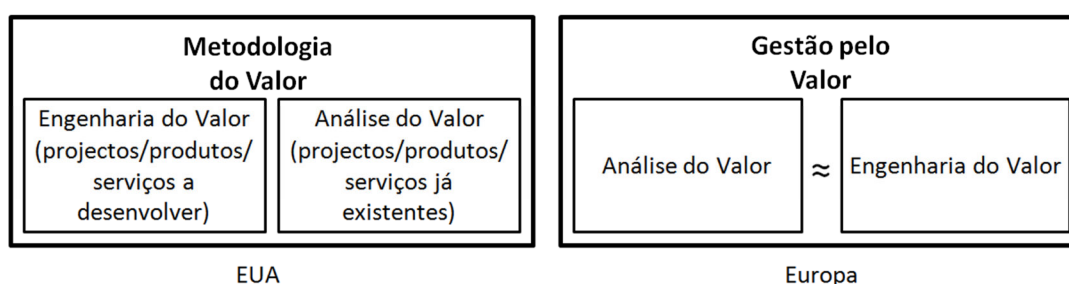 Metodologia
do Valor
Engenharia do Valor
(projectos/produtos/
serviços a
desenvolver)
Análise do Valor
(projectos/produtos/
serviços já
existentes)
EUA
Gestão pelo
Valor
Análise do Valor
≈
Engenharia do Valor
Europa